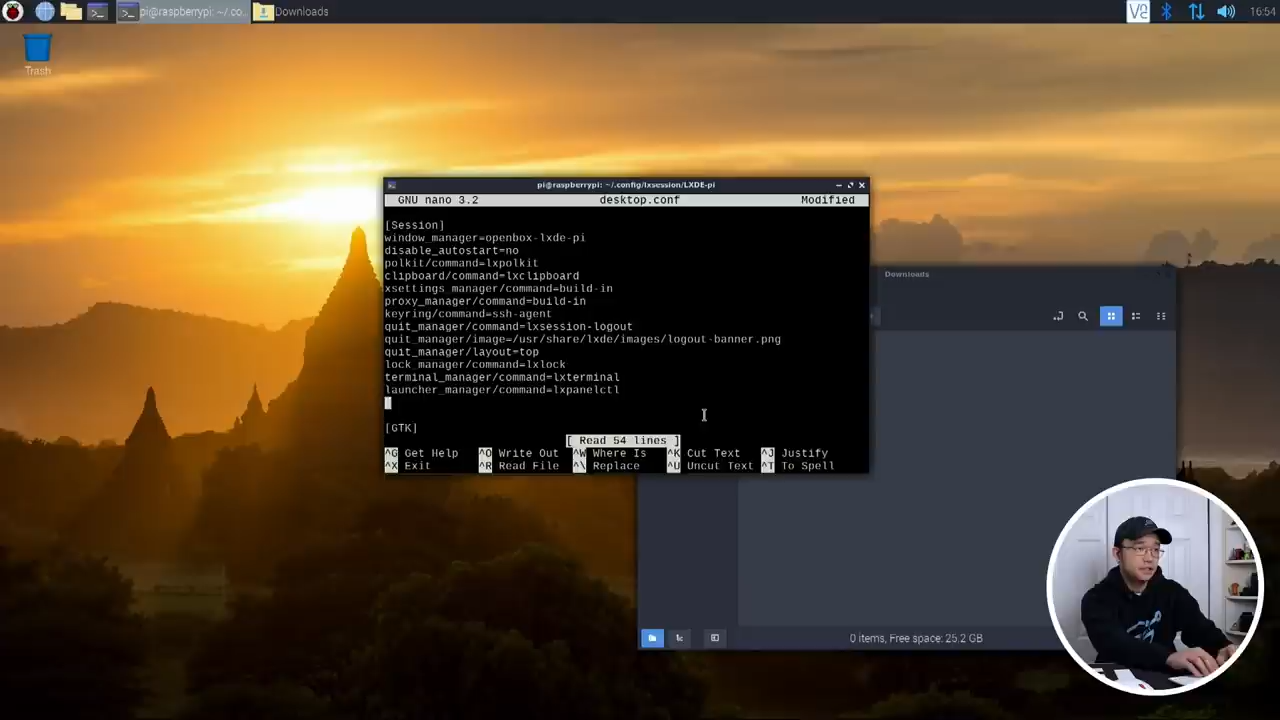 pi@raspberrypi: ~/.co...
Downloads
V2
16:54
Trash
pi@raspberrypi: ~/.config/lxsession/LXDE-pi
GNU nano 3.2 desktop.conf Modified
[Session]
window_manager=openbox-lxde-pi
disable_autostart=no
polkit/command=lxpolkit
clipboard/command=lxclipboard
xsettings_manager/command=build-in
proxy_manager/command=build-in
keyring/command=ssh-agent
quit_manager/command=lxsession-logout
quit_manager/image=/usr/share/lxde/images/logout-banner.png
quit_manager/layout=top
lock_manager/command=lxlock
terminal_manager/command=lxterminal
launcher_manager/command=lxpanelctl
[GTK]
[ Read 54 lines ]
^G Get Help ^O Write Out ^W Where Is ^K Cut Text ^J Justify
^X Exit ^R Read File ^\ Replace ^U Uncut Text ^T To Spell
Downloads
0 items, Free space: 25.2 GB